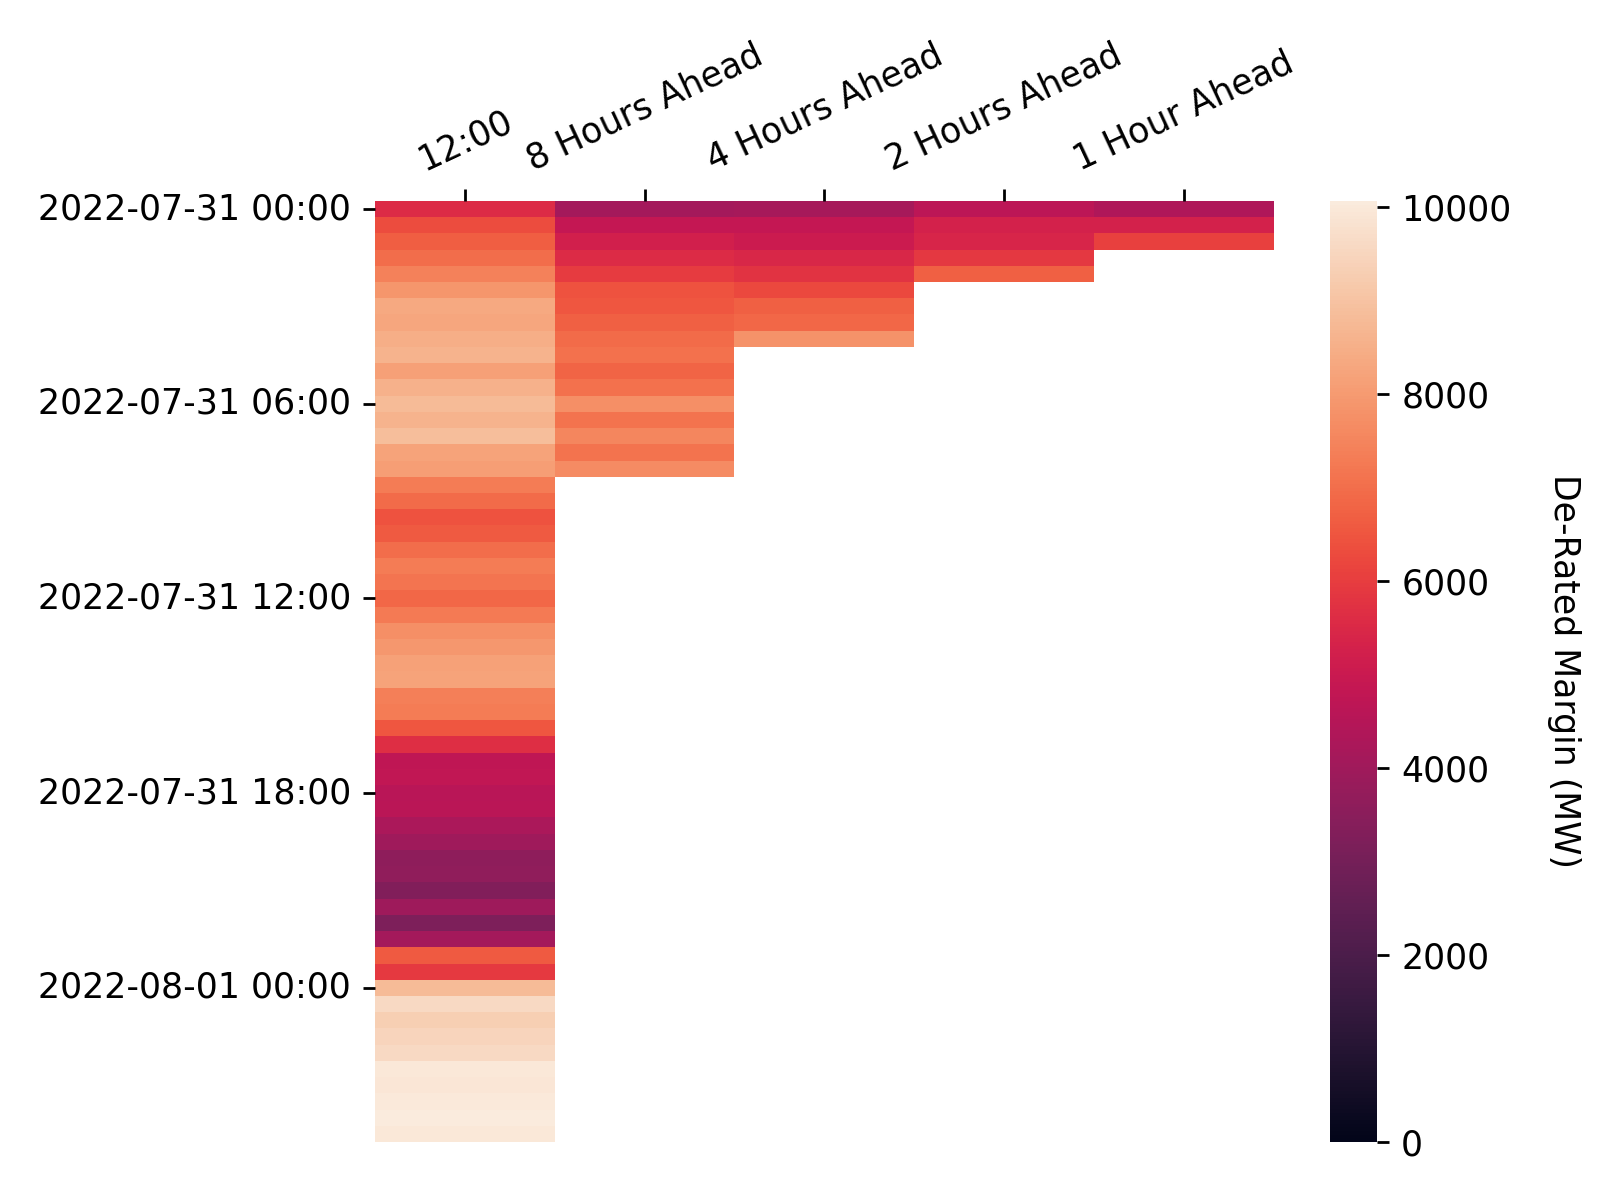 12:00
8 Hours Ahead
4 Hours Ahead
2 Hours Ahead
1 Hour Ahead
2022-07-31 00:00
2022-07-31 06:00
2022-07-31 12:00
2022-07-31 18:00
2022-08-01 00:00
10000
8000
6000
4000
2000
0
De-Rated Margin (MW)